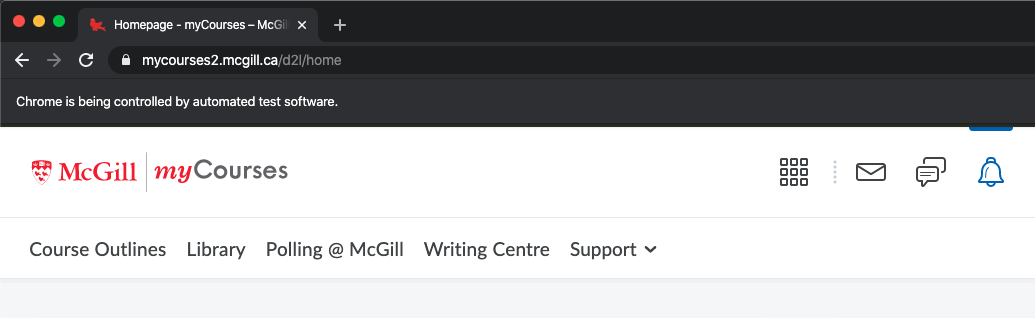 Homepage - myCourses – McGil
mycourses2.mcgill.ca/d2l/home
Chrome is being controlled by automated test software.
McGill myCourses
Course Outlines Library Polling @ McGill Writing Centre Support